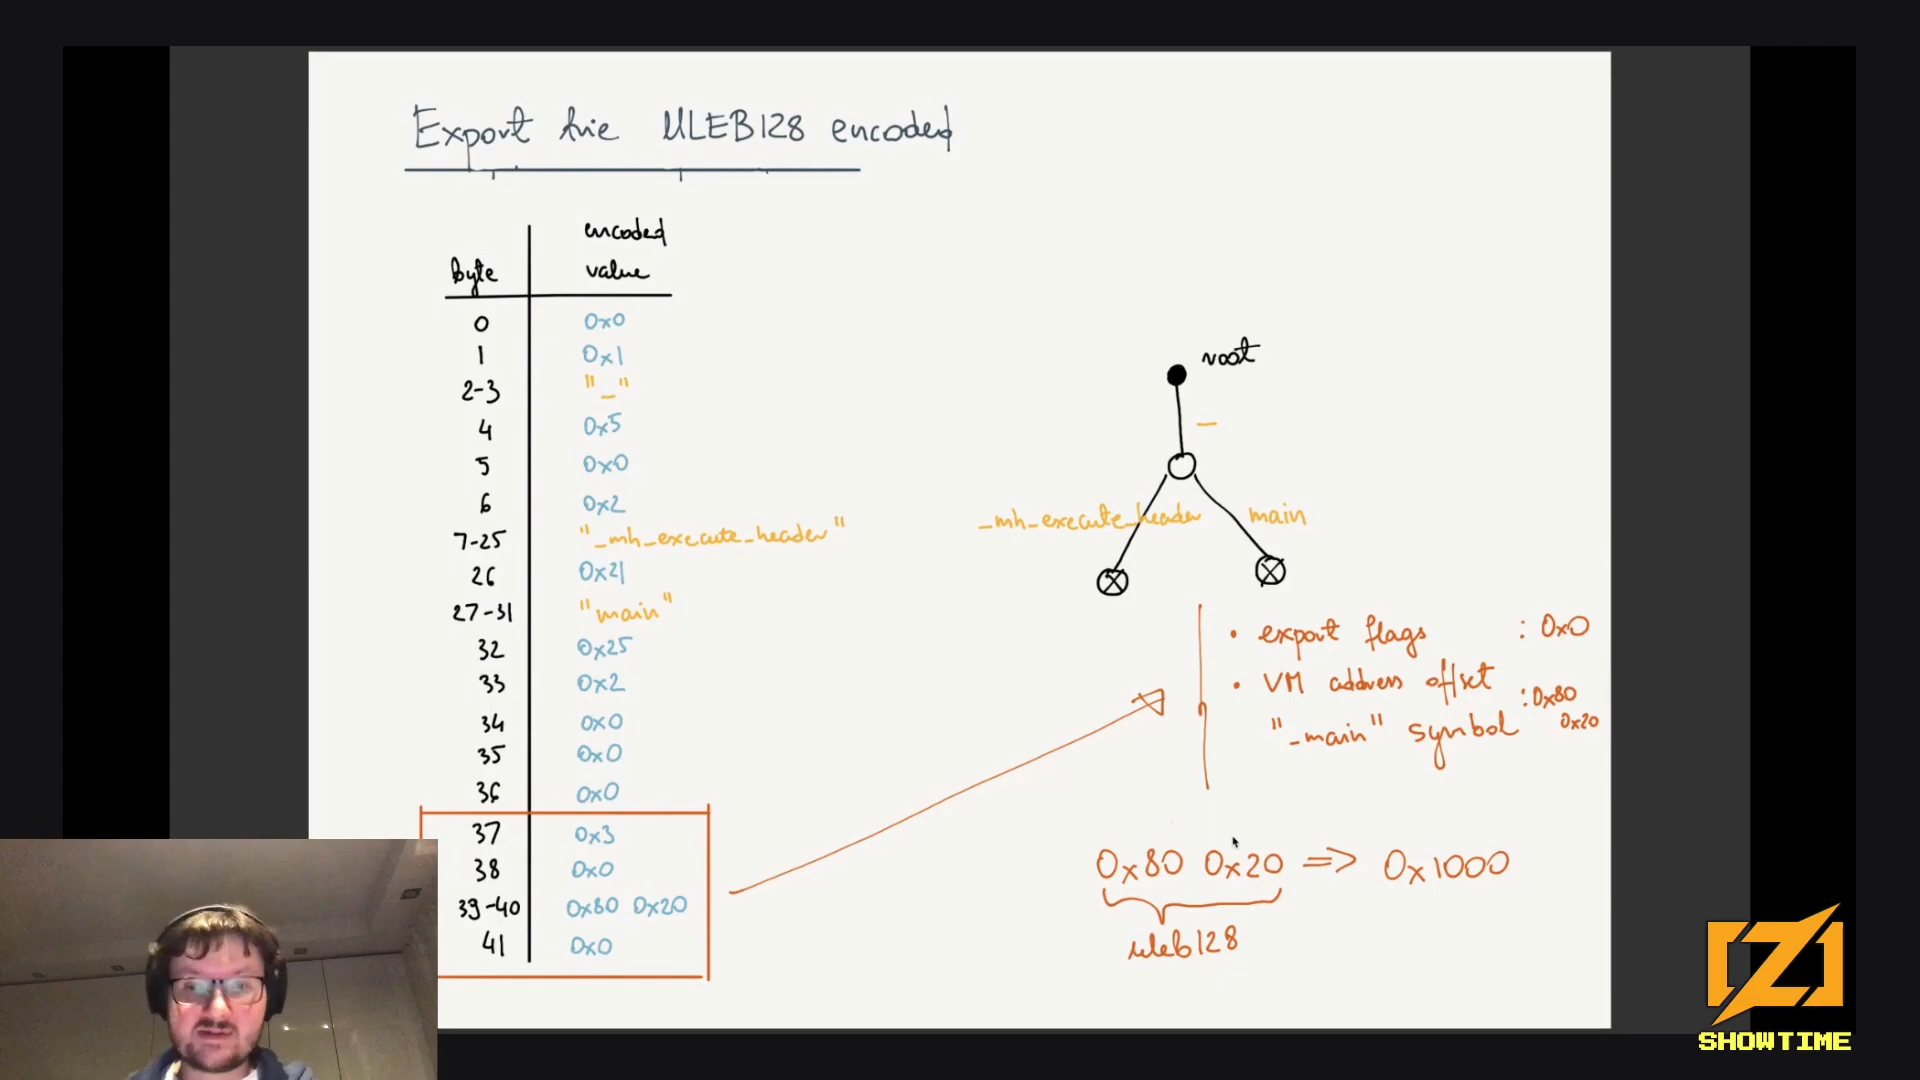 Export trie ULEB128 encoded
encoded
byte value
0 0x0
1 0x1
2-3 "_"
4 0x5
5 0x0
6 0x2
7-25 "_mh_execute_header"
26 0x21
27-31 "main"
32 0x25
33 0x2
34 0x0
35 0x0
36 0x0
37 0x3
38 0x0
39-40 0x80 0x20
41 0x0
root
_
_mh_execute_header main
• export flags : 0x0
• VM address offset :0x80
"_main" symbol 0x20
0x80 0x20 => 0x1000
uleb128
SHOWTIME